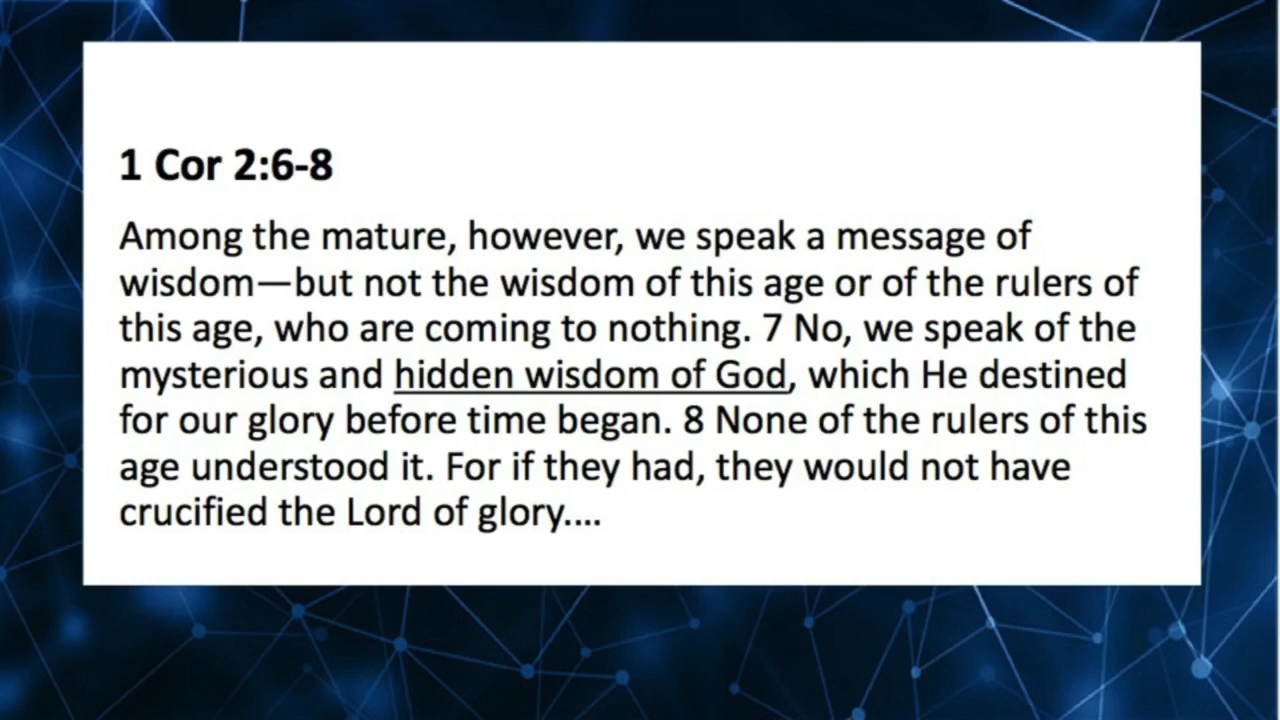 1 Cor 2:6-8
Among the mature, however, we speak a message of
wisdom—but not the wisdom of this age or of the rulers of
this age, who are coming to nothing. 7 No, we speak of the
mysterious and hidden wisdom of God, which He destined
for our glory before time began. 8 None of the rulers of this
age understood it. For if they had, they would not have
crucified the Lord of glory....